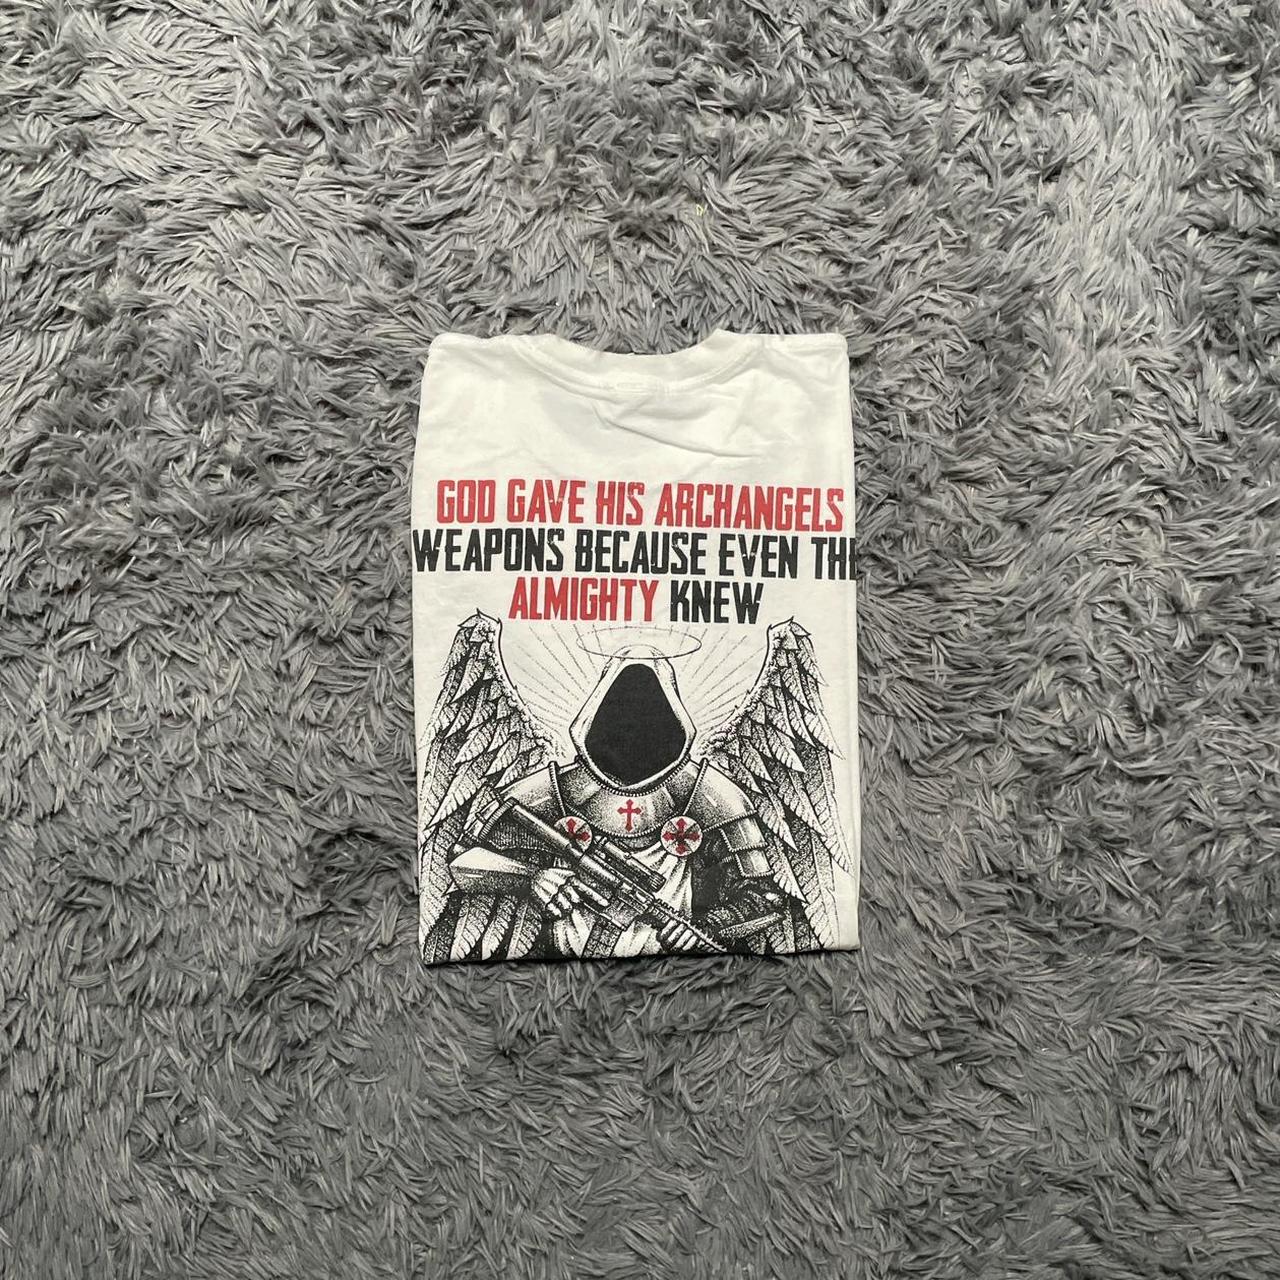 GOD GAVE HIS ARCHANGELS
WEAPONS BECAUSE EVEN THE
ALMIGHTY KNEW